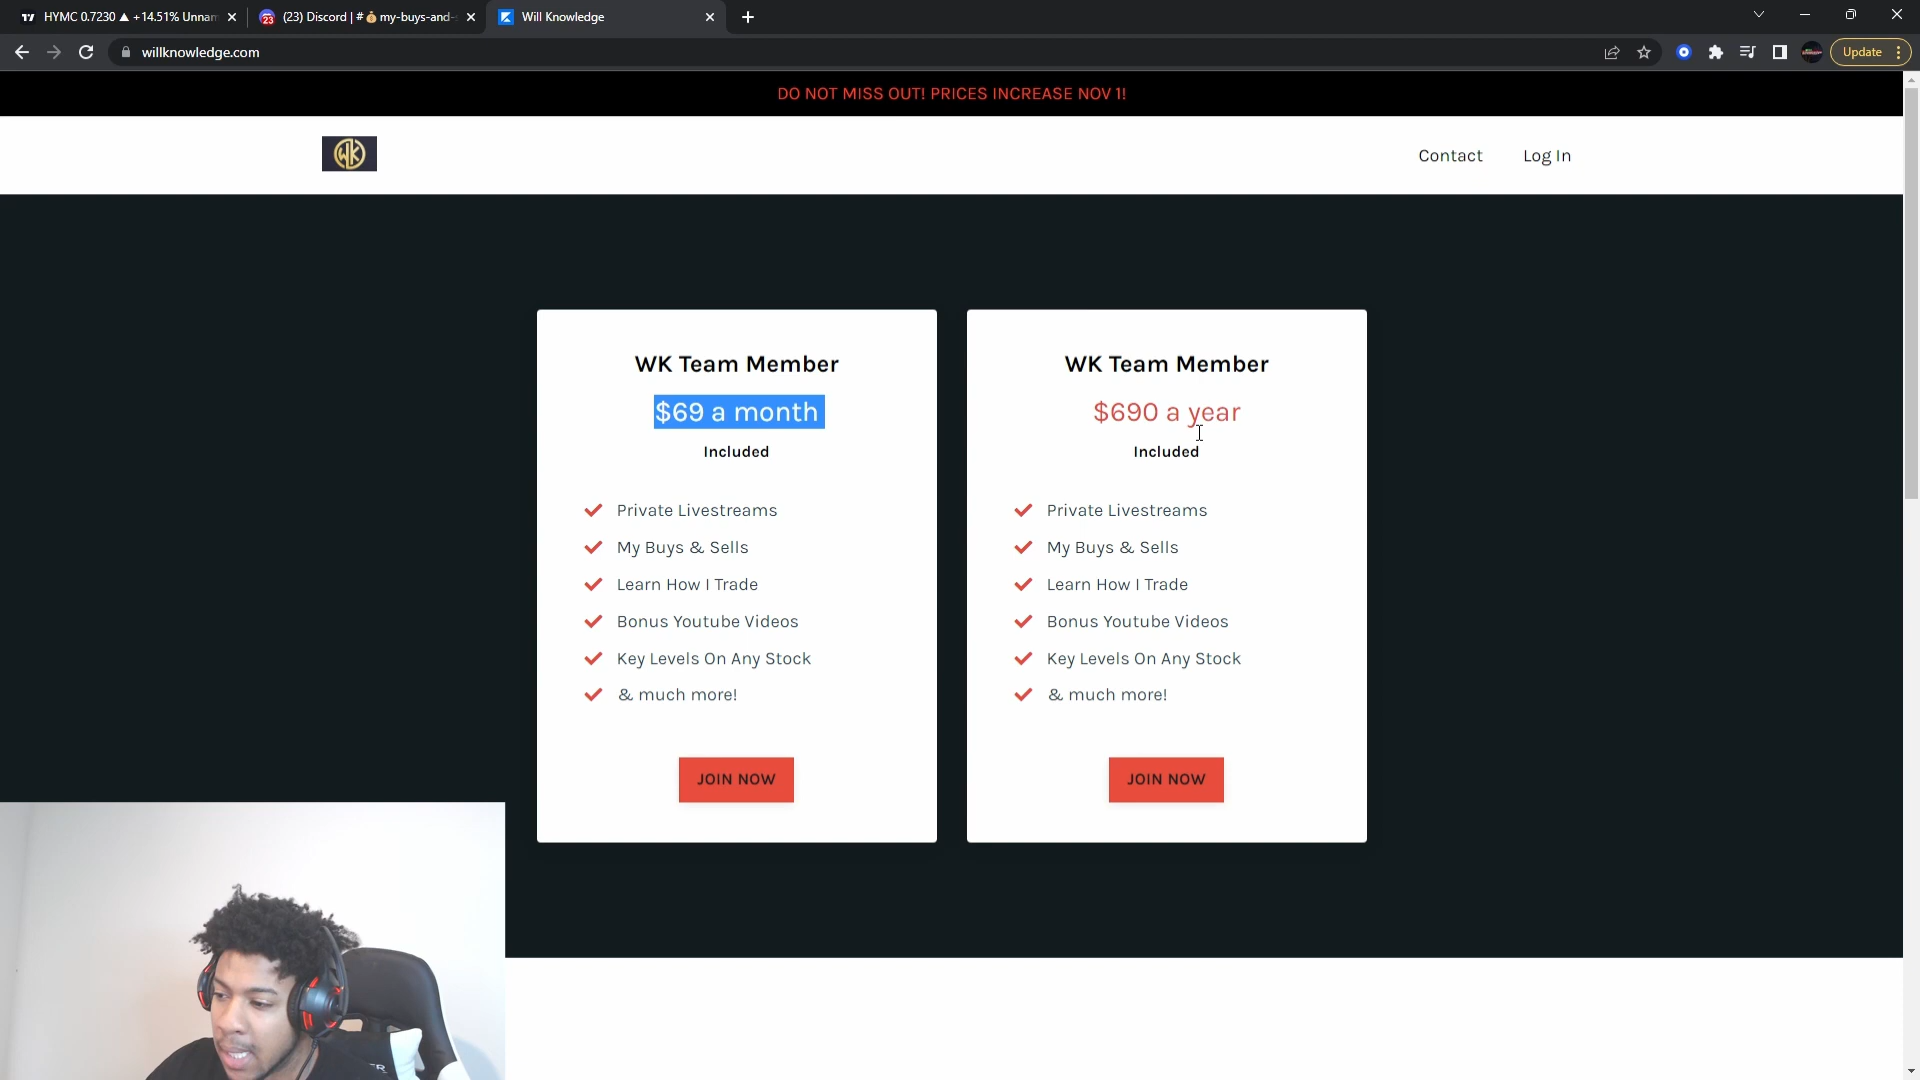 HYMC 0.7230 ▲ +14.51% Unnam
(23) Discord | # 💰 my-buys-and-s
Will Knowledge
willknowledge.com
Update
DO NOT MISS OUT! PRICES INCREASE NOV 1!
WK
Contact
Log In
WK Team Member
$69 a month
Included
Private Livestreams
My Buys & Sells
Learn How I Trade
Bonus Youtube Videos
Key Levels On Any Stock
& much more!
JOIN NOW
WK Team Member
$690 a year
Included
Private Livestreams
My Buys & Sells
Learn How I Trade
Bonus Youtube Videos
Key Levels On Any Stock
& much more!
JOIN NOW